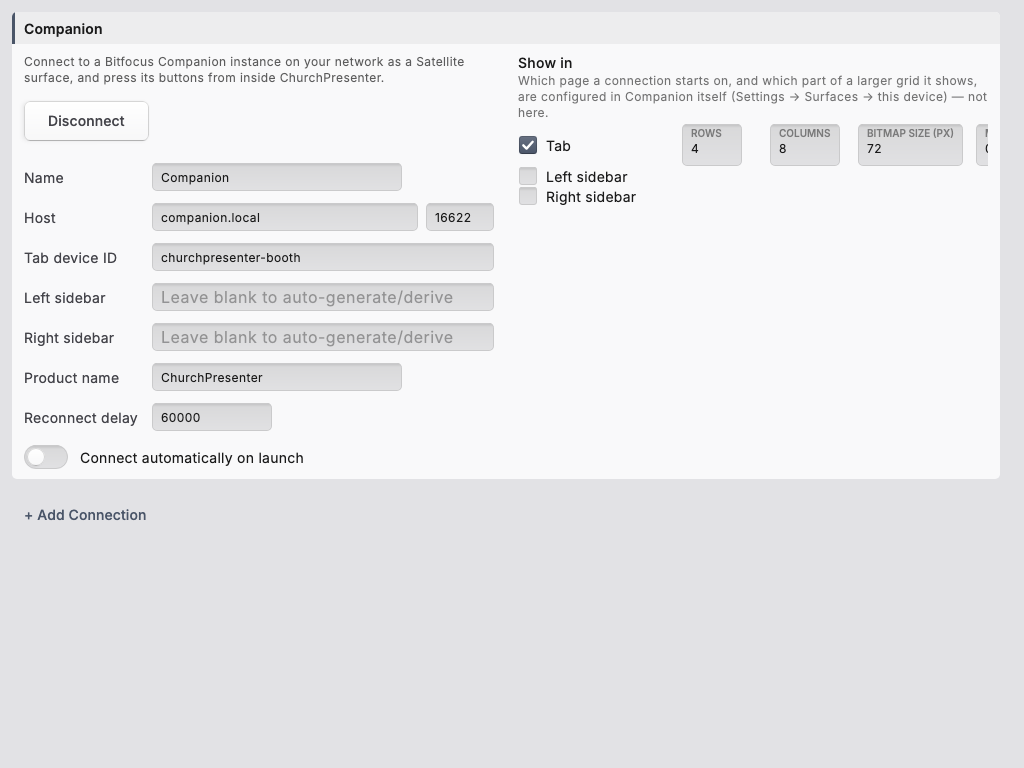 Companion
Connect to a Bitfocus Companion instance on your network as a Satellite
surface, and press its buttons from inside ChurchPresenter.
Disconnect
Name
Companion
Host
companion.local
16622
Tab device ID
churchpresenter-booth
Left sidebar
Leave blank to auto-generate/derive
Right sidebar
Leave blank to auto-generate/derive
Product name
ChurchPresenter
Reconnect delay
60000
Connect automatically on launch
Show in
Which page a connection starts on, and which part of a larger grid it shows,
are configured in Companion itself (Settings → Surfaces → this device) — not
here.
Tab
ROWS
4
COLUMNS
8
BITMAP SIZE (PX)
72
Left sidebar
Right sidebar
+ Add Connection